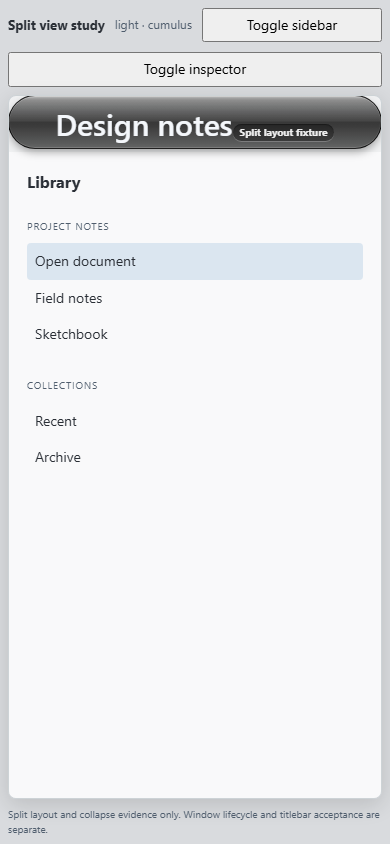 Split view study light · cumulus Toggle sidebar
Toggle inspector
Design notes Split layout fixture
Library
PROJECT NOTES
Open document
Field notes
Sketchbook
COLLECTIONS
Recent
Archive
Split layout and collapse evidence only. Window lifecycle and titlebar acceptance are
separate.